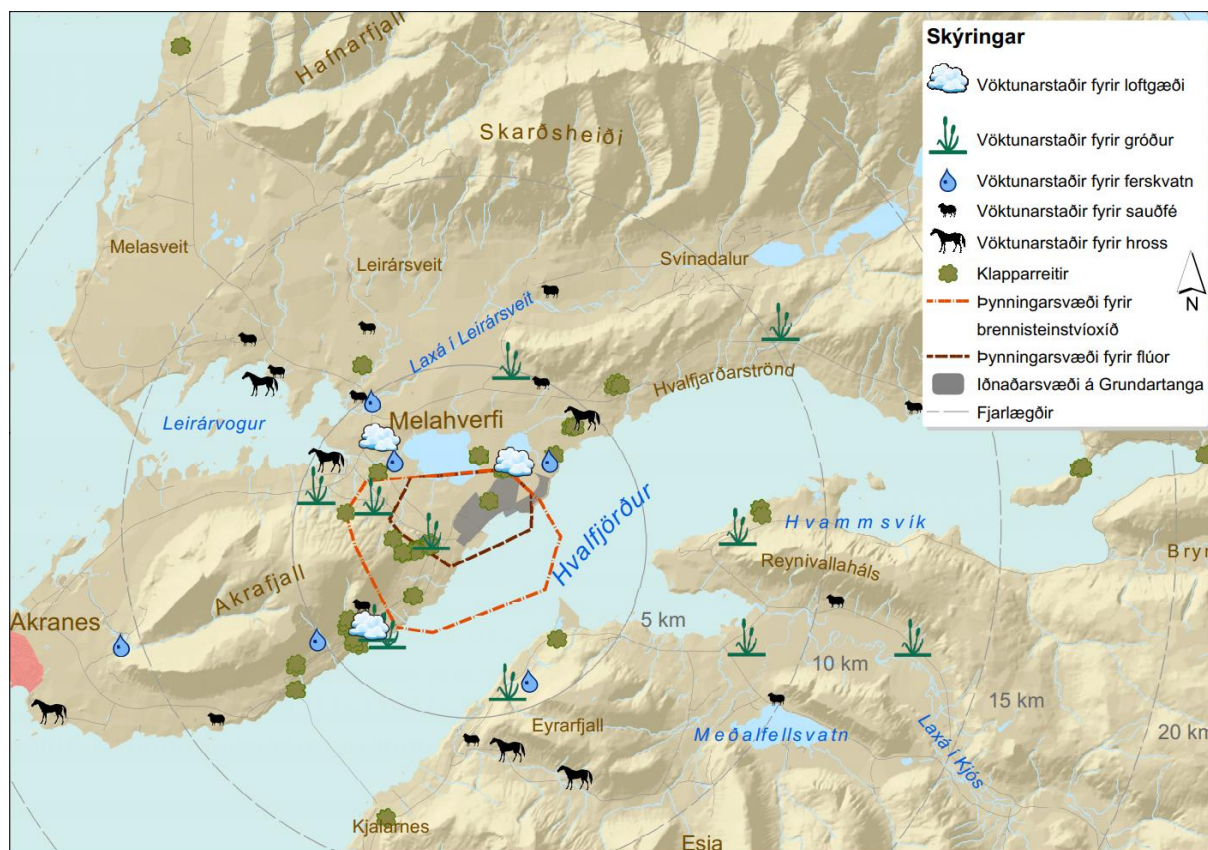 Hafnarfjall
Skarðsheiði
Melasveit
Leirársveit
Svínadalur
Laxá í Leirársveit
Hvalfjarðarströnd
Leirárvogur
Melahverfi
Hvalfjörður
Hvammsvík
Reynivallaháls
Bryn
Akrafjall
Akranes
5 km
10 km
15 km
20 km
Eyrarfjall
Meðalfellsvatn
Laxá í Kjós
Kjalarnes
Esja
Skýringar
Vöktunarstaðir fyrir loftgæði
Vöktunarstaðir fyrir gróður
Vöktunarstaðir fyrir ferskvatn
Vöktunarstaðir fyrir sauðfé
Vöktunarstaðir fyrir hross
Klapparreitir
Þynningarsvæði fyrir
brennisteinstvíoxíð
Þynningarsvæði fyrir flúor
Iðnaðarsvæði á Grundartanga
Fjarlægðir
N